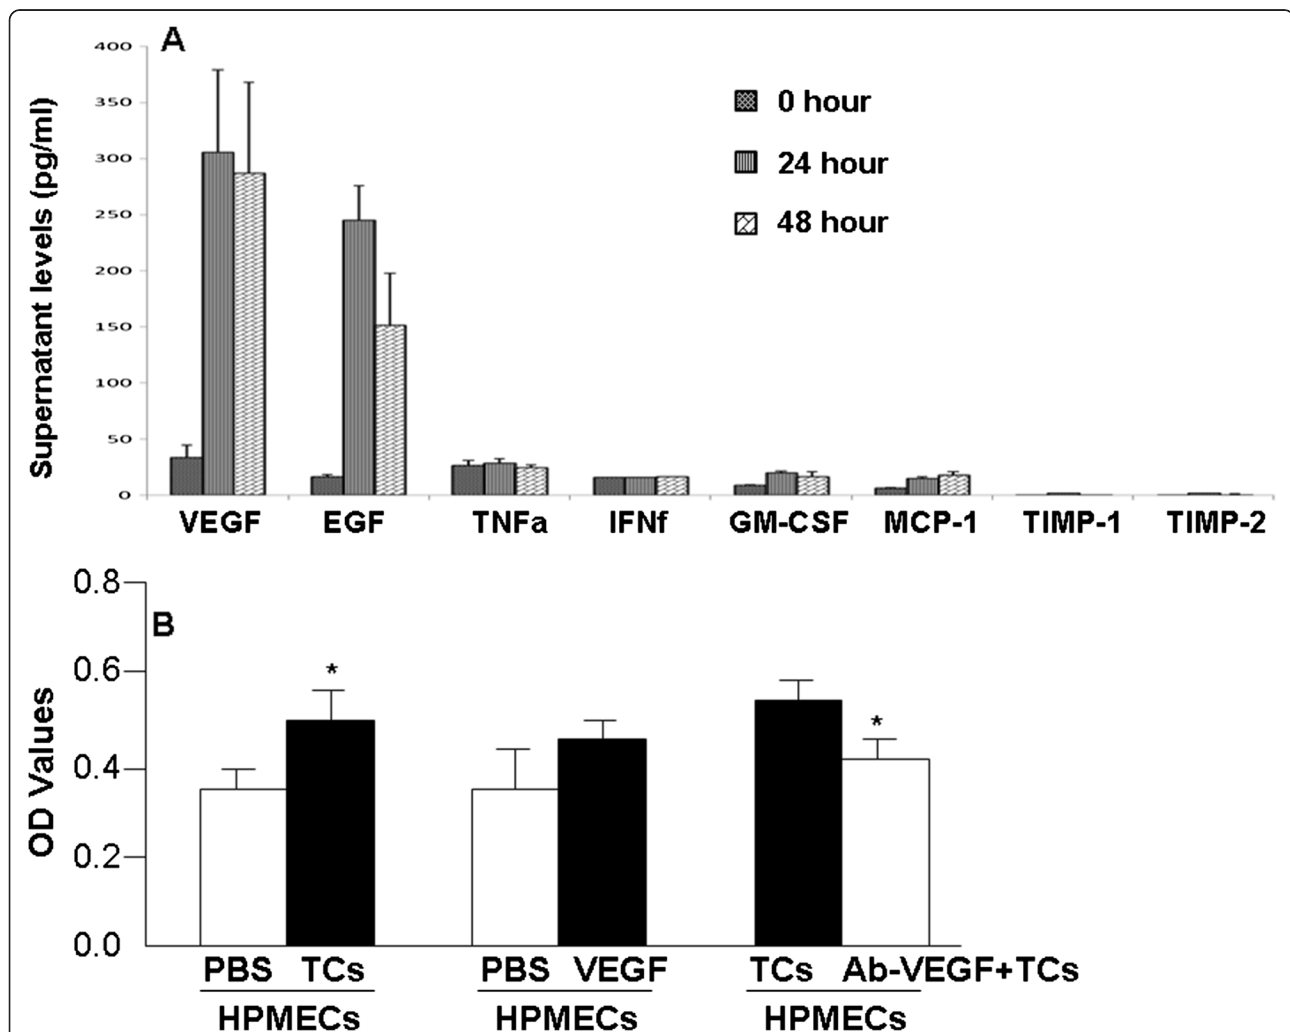 A
400
350
300
250
200
150
100
50
0
Supernatant levels (pg/ml)
0 hour
24 hour
48 hour
VEGF EGF TNFa IFNf GM-CSF MCP-1 TIMP-1 TIMP-2
B
0.8
0.6
0.4
0.2
0.0
OD Values
*
*
PBS TCs PBS VEGF TCs Ab-VEGF+TCs
HPMECs HPMECs HPMECs